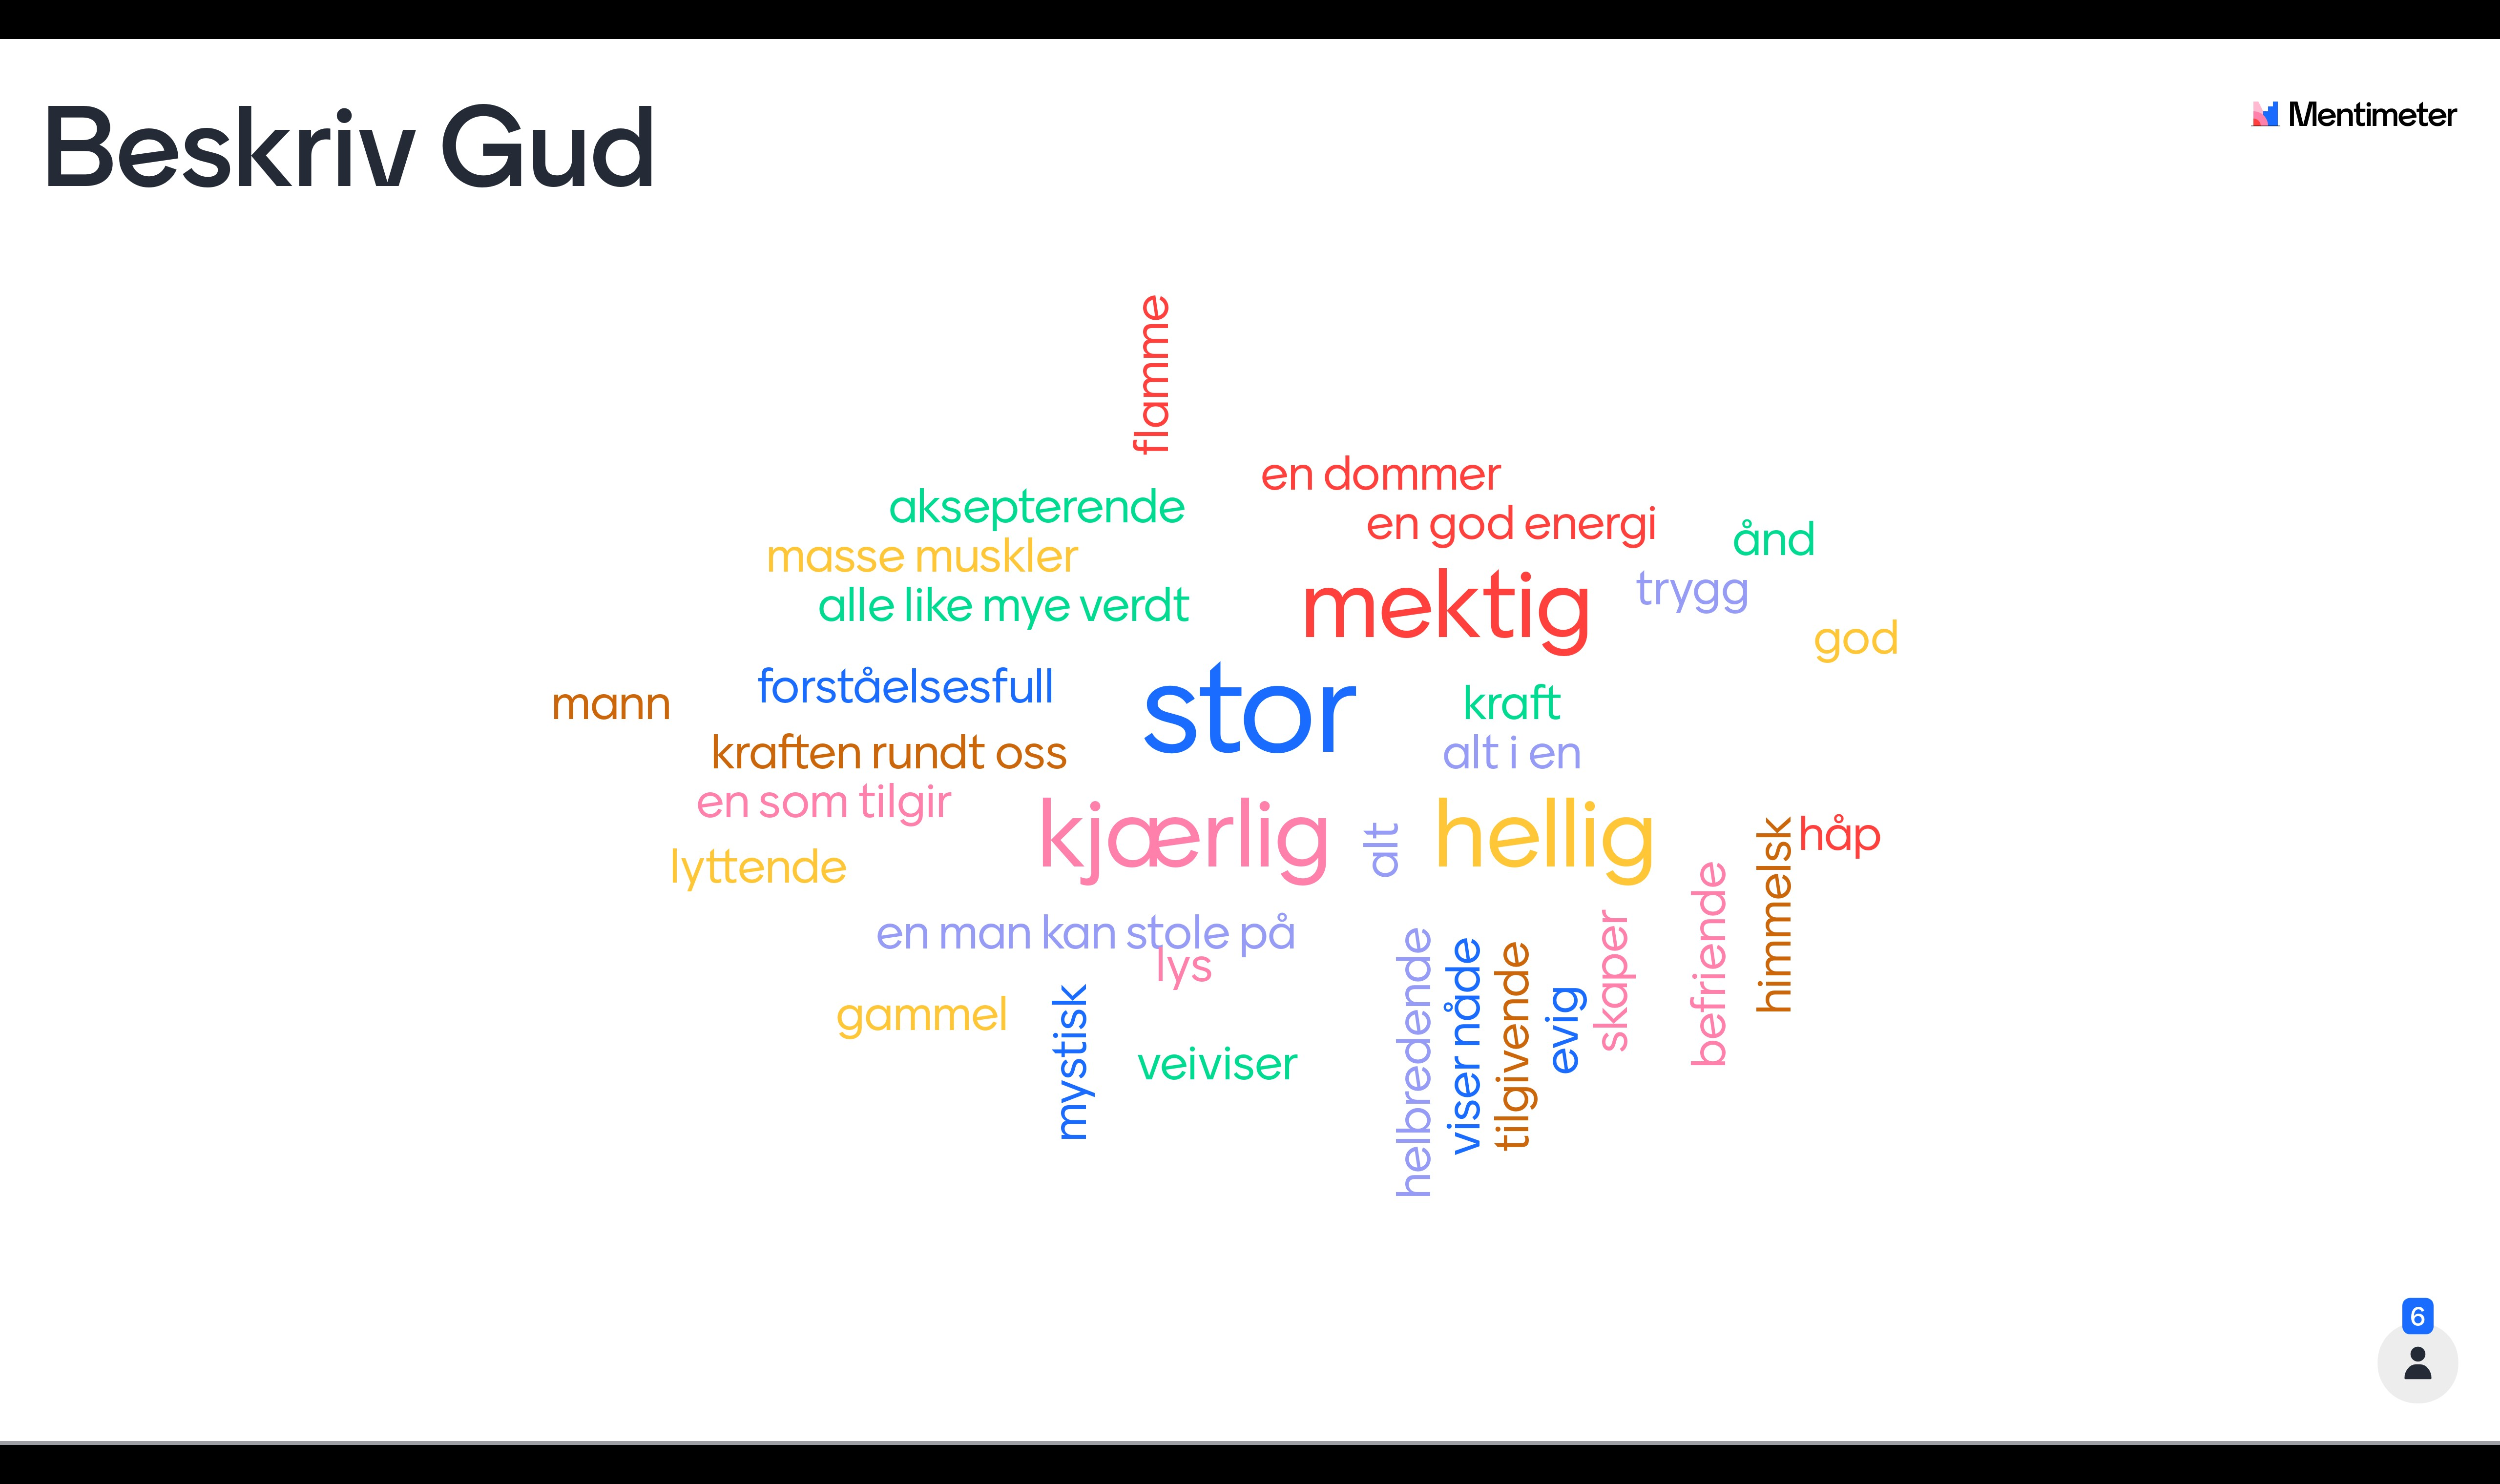 Beskriv Gud
Mentimeter
flamme
en dommer
aksepterende
en god energi
ånd
masse muskler
trygg
alle like mye verdt
mektig
god
forståelsesfull
mann
stor
kraft
kraften rundt oss
alt i en
en som tilgir
kjærlig
alt
hellig
himmelsk
håp
lyttende
befriende
en man kan stole på
lys
skaper
helbredende
viser nåde
tilgivende
evig
gammel
mystisk
veiviser
6